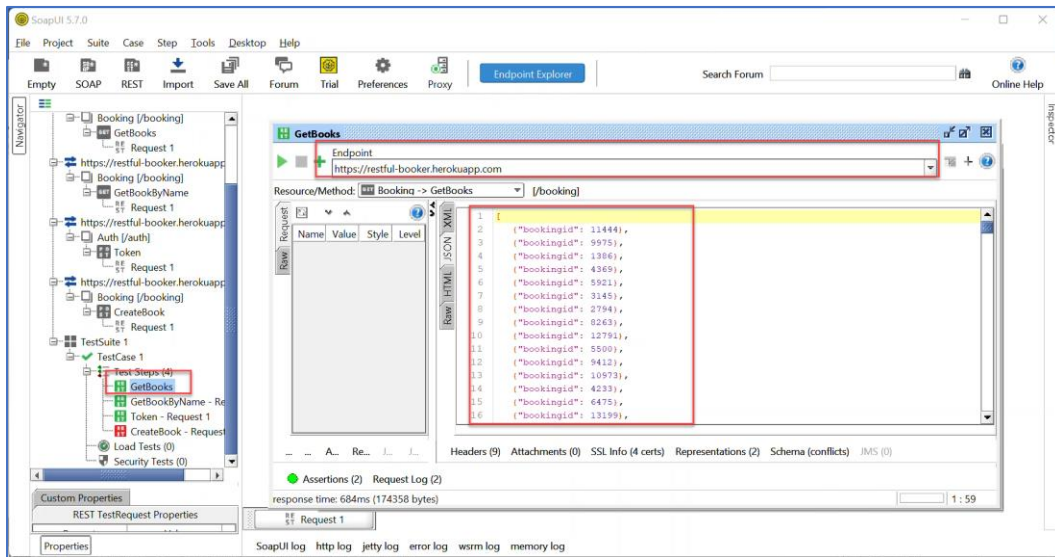 SoapUI 5.7.0
File Project Suite Case Step Tools Desktop Help
Empty SOAP REST Import Save All Forum Trial Preferences Proxy Endpoint Explorer Search Forum Online Help
Navigator
Inspector
Booking [/booking]
GET GetBooks
REST Request 1
https://restful-booker.herokuapp
Booking [/booking]
GET GetBookByName
REST Request 1
https://restful-booker.herokuapp
Auth [/auth]
Token
REST Request 1
https://restful-booker.herokuapp
Booking [/booking]
CreateBook
REST Request 1
TestSuite 1
TestCase 1
Test Steps (4)
GetBooks
GetBookByName - Re
Token - Request 1
CreateBook - Request
Load Tests (0)
Security Tests (0)
Custom Properties
REST TestRequest Properties
Properties
GetBooks
Endpoint
https://restful-booker.herokuapp.com
Resource/Method: GET Booking -> GetBooks [/booking]
Request
Raw
Name Value Style Level
XML
JSON
HTML
Raw
1 [
2 {"bookingid": 11444},
3 {"bookingid": 9975},
4 {"bookingid": 1386},
5 {"bookingid": 4369},
6 {"bookingid": 5921},
7 {"bookingid": 3145},
8 {"bookingid": 2794},
9 {"bookingid": 8263},
10 {"bookingid": 12791},
11 {"bookingid": 5500},
12 {"bookingid": 9412},
13 {"bookingid": 10973},
14 {"bookingid": 4233},
15 {"bookingid": 6475},
16 {"bookingid": 13199},
... ... A... Re... J... J...
Headers (9) Attachments (0) SSL Info (4 certs) Representations (2) Schema (conflicts) JMS (0)
Assertions (2) Request Log (2)
response time: 684ms (174358 bytes) 1 : 59
REST Request 1
SoapUI log http log jetty log error log wsrm log memory log